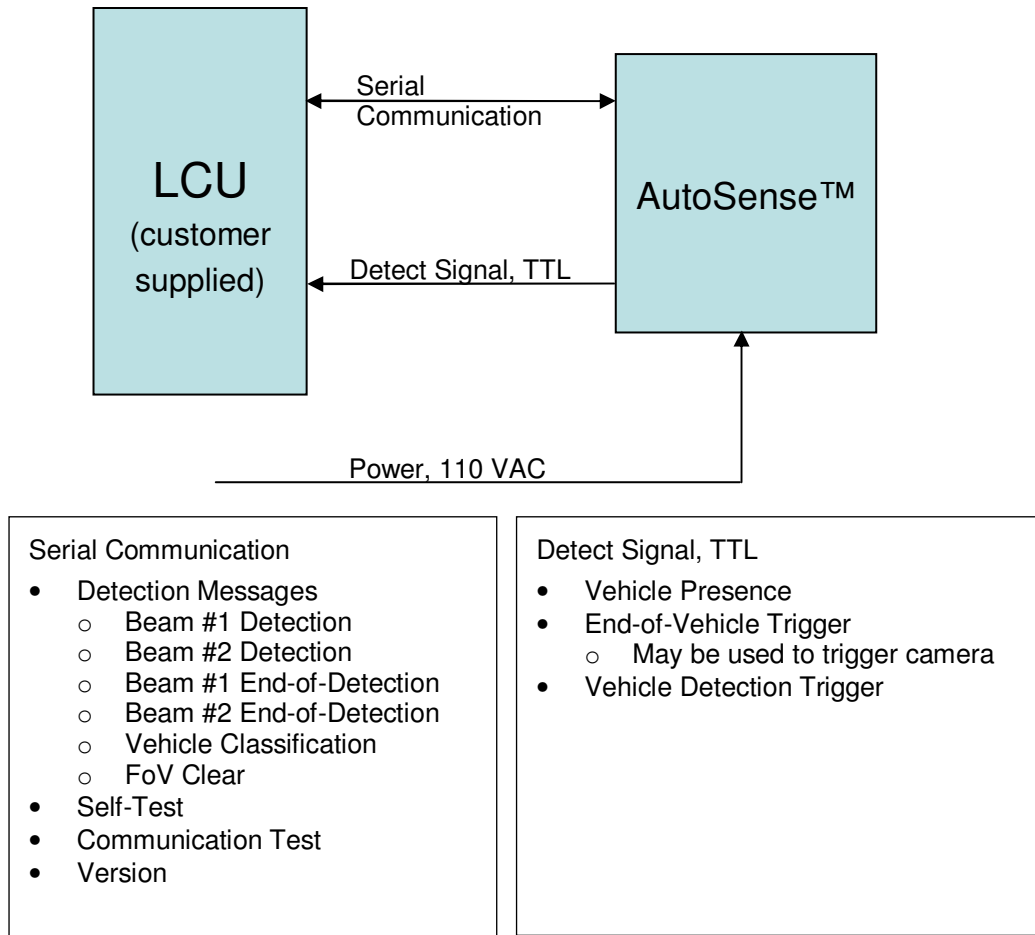 Serial
Communication
LCU
(customer
supplied)
AutoSense™
Detect Signal, TTL
Power, 110 VAC
Serial Communication
• Detection Messages
o Beam #1 Detection
o Beam #2 Detection
o Beam #1 End-of-Detection
o Beam #2 End-of-Detection
o Vehicle Classification
o FoV Clear
• Self-Test
• Communication Test
• Version
Detect Signal, TTL
• Vehicle Presence
• End-of-Vehicle Trigger
o May be used to trigger camera
• Vehicle Detection Trigger